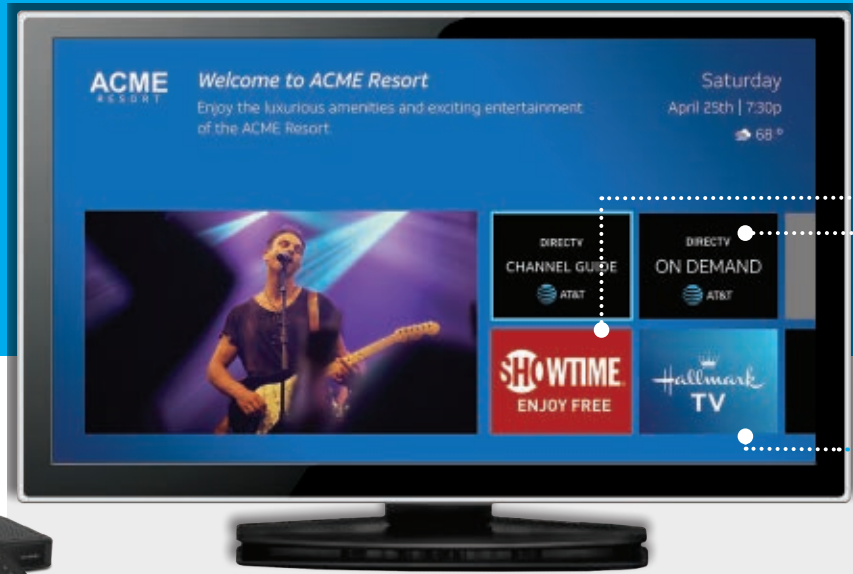 ACME
RESORT
Welcome to ACME Resort
Enjoy the luxurious amenities and exciting entertainment
of the ACME Resort
Saturday
April 25th | 7:30p
68°
DIRECTV
CHANNEL GUIDE
AT&T
DIRECTV
ON DEMAND
AT&T
SHOWTIME
ENJOY FREE
Hallmark
TV